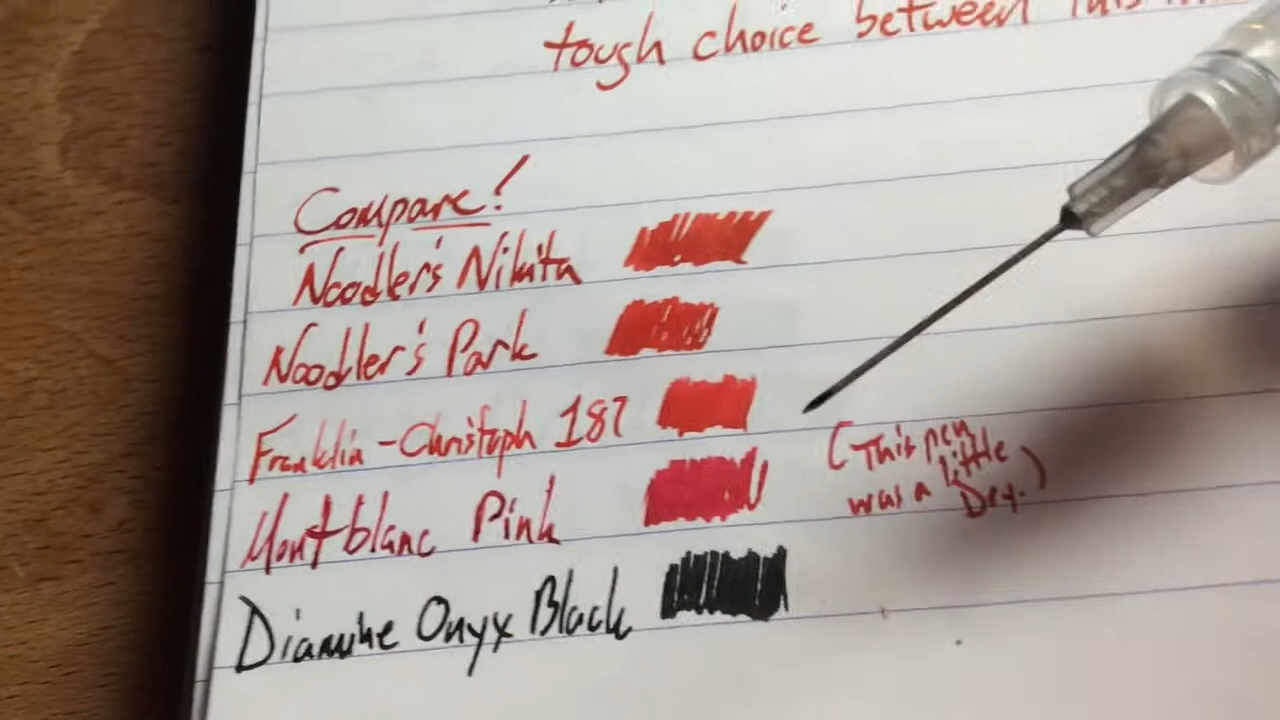 tough choice between this
Compare!
Noodler's Nikita
Noodler's Park
Franklin-Christoph 187
Montblanc Pink
(This pen
was a little
Dry.)
Diamine Onyx Black